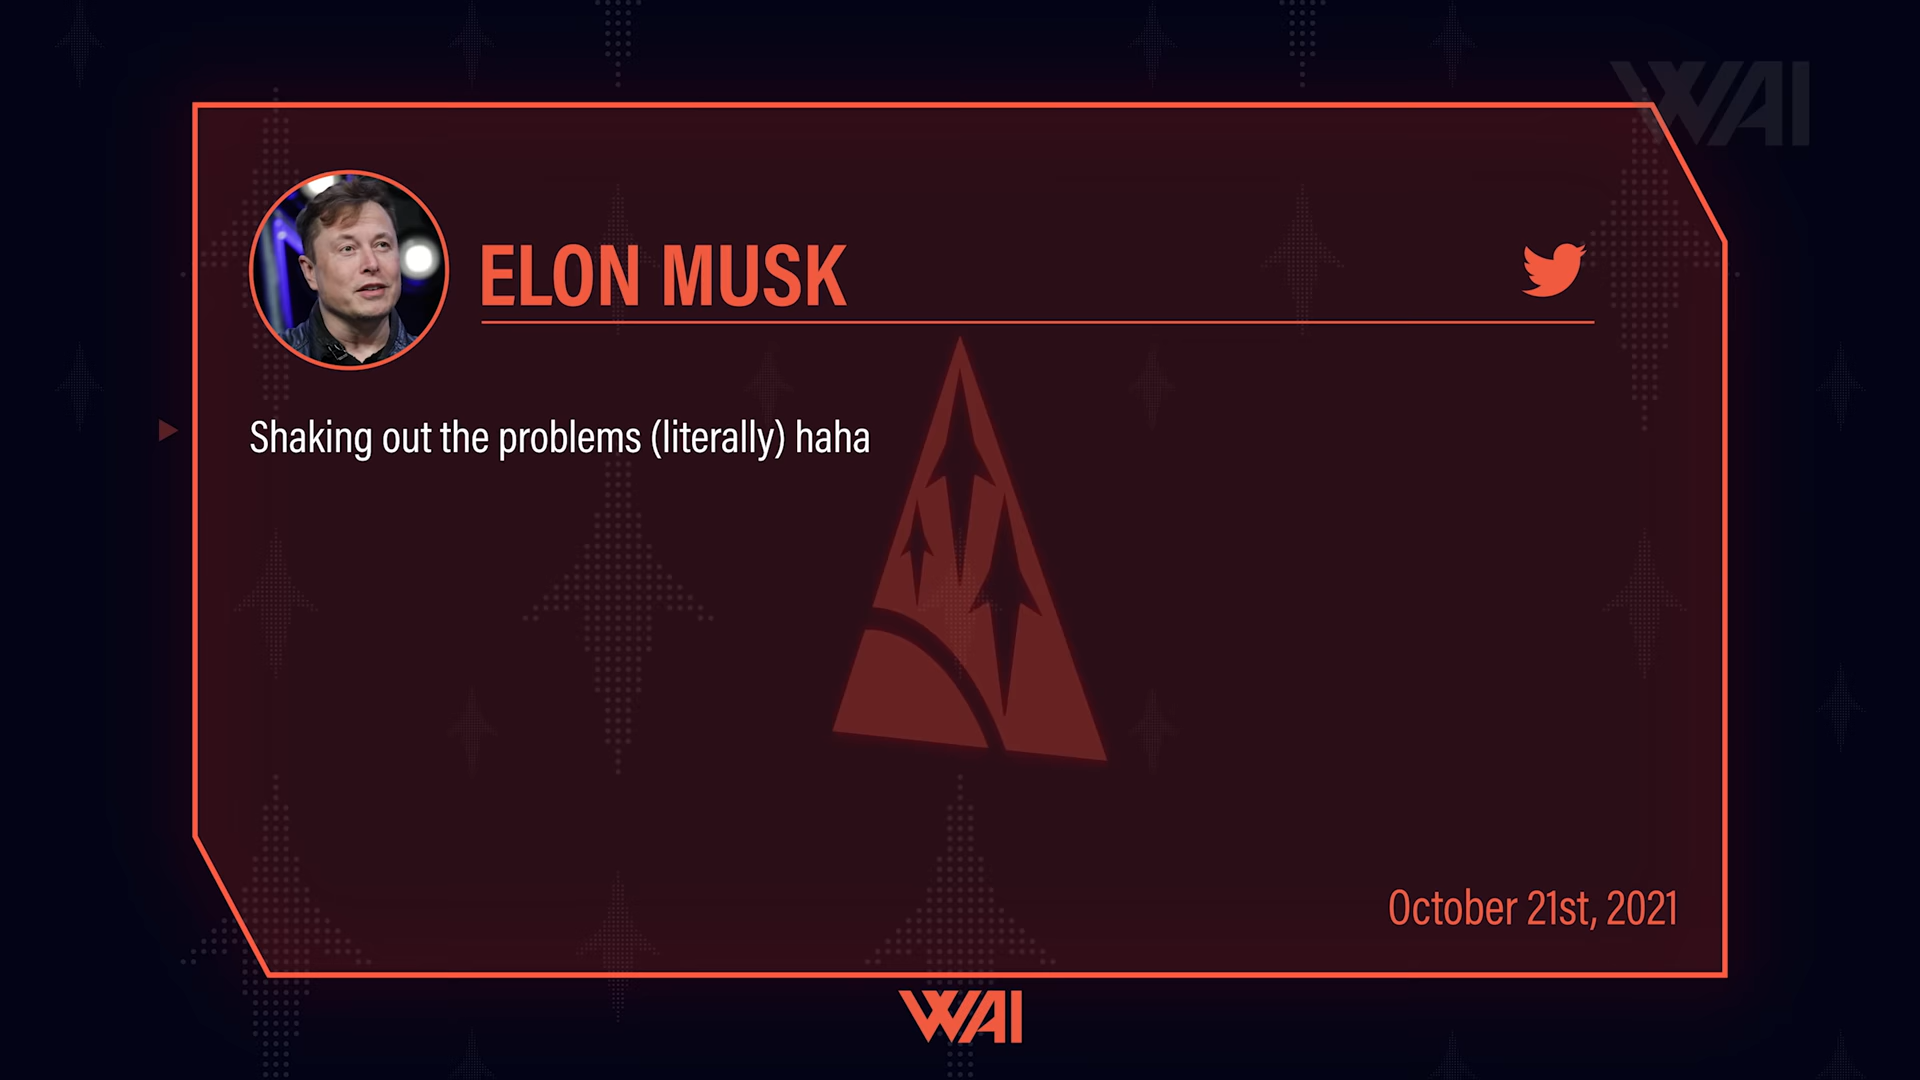 WAI
ELON MUSK
Shaking out the problems (literally) haha
October 21st, 2021
WAI